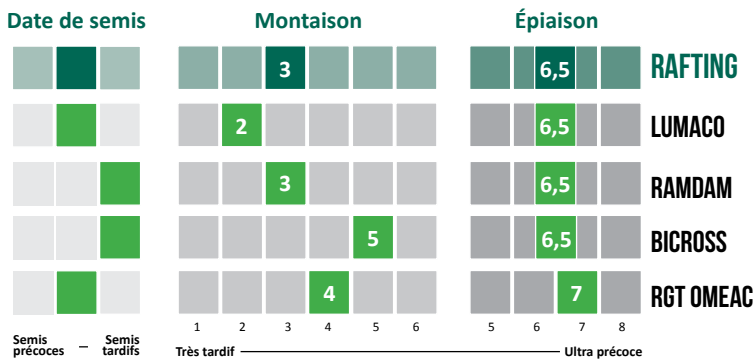 Date de semis Montaison Épiaison
3 6,5 RAFTING
2 6,5 LUMACO
3 6,5 RAMDAM
5 6,5 BICROSS
4 7 RGT OMEAC
1 2 3 4 5 6 5 6 7 8
Semis précoces – Semis tardifs Très tardif Ultra précoce